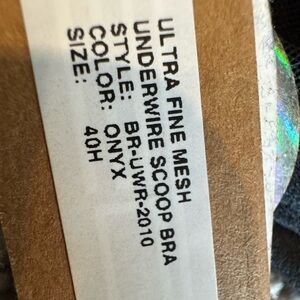 ULTRA FINE MESH
UNDERWIRE SCOOP BRA
STYLE: BR-UWR-2010
COLOR: ONYX
SIZE: 40H